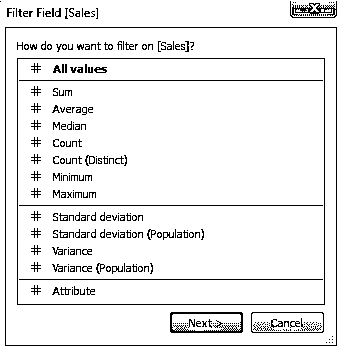 Filter Field [Sales]
X
How do you want to filter on [Sales]?
# All values
# Sum
# Average
# Median
# Count
# Count (Distinct)
# Minimum
# Maximum
# Standard deviation
# Standard deviation (Population)
# Variance
# Variance (Population)
# Attribute
Next > Cancel